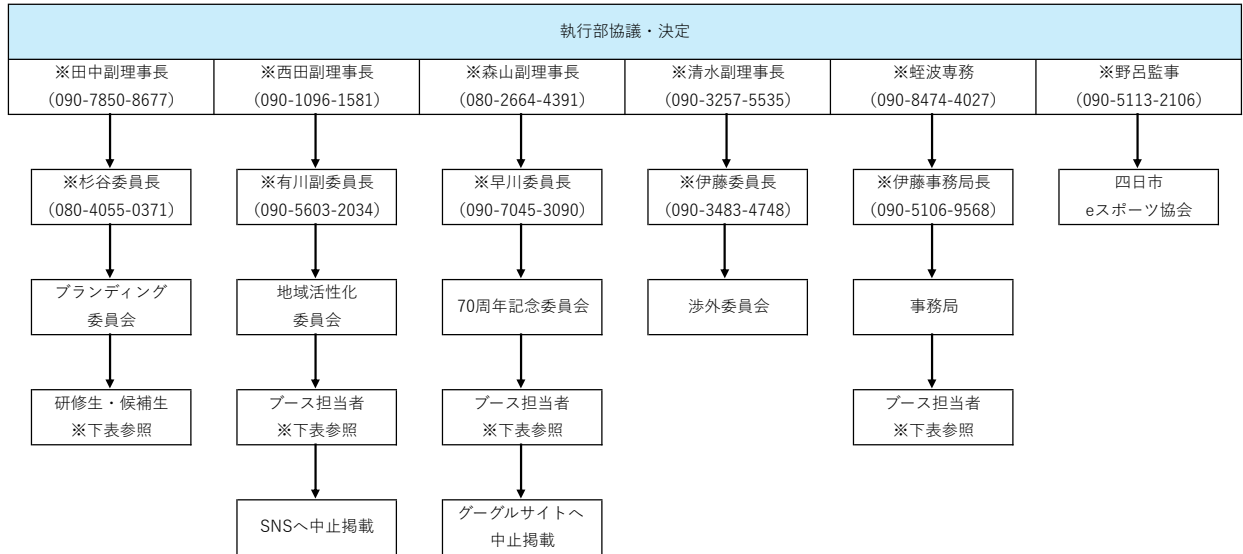 執行部協議・決定
※田中副理事長
(090-7850-8677)
※西田副理事長
(090-1096-1581)
※森山副理事長
(080-2664-4391)
※清水副理事長
(090-3257-5535)
※蛭波専務
(090-8474-4027)
※野呂監事
(090-5113-2106)
※杉谷委員長
(080-4055-0371)
※有川副委員長
(090-5603-2034)
※早川委員長
(090-7045-3090)
※伊藤委員長
(090-3483-4748)
※伊藤事務局長
(090-5106-9568)
四日市
eスポーツ協会
ブランディング
委員会
地域活性化
委員会
70周年記念委員会
渉外委員会
事務局
研修生・候補生
※下表参照
ブース担当者
※下表参照
ブース担当者
※下表参照
ブース担当者
※下表参照
SNSへ中止掲載
グーグルサイトへ
中止掲載